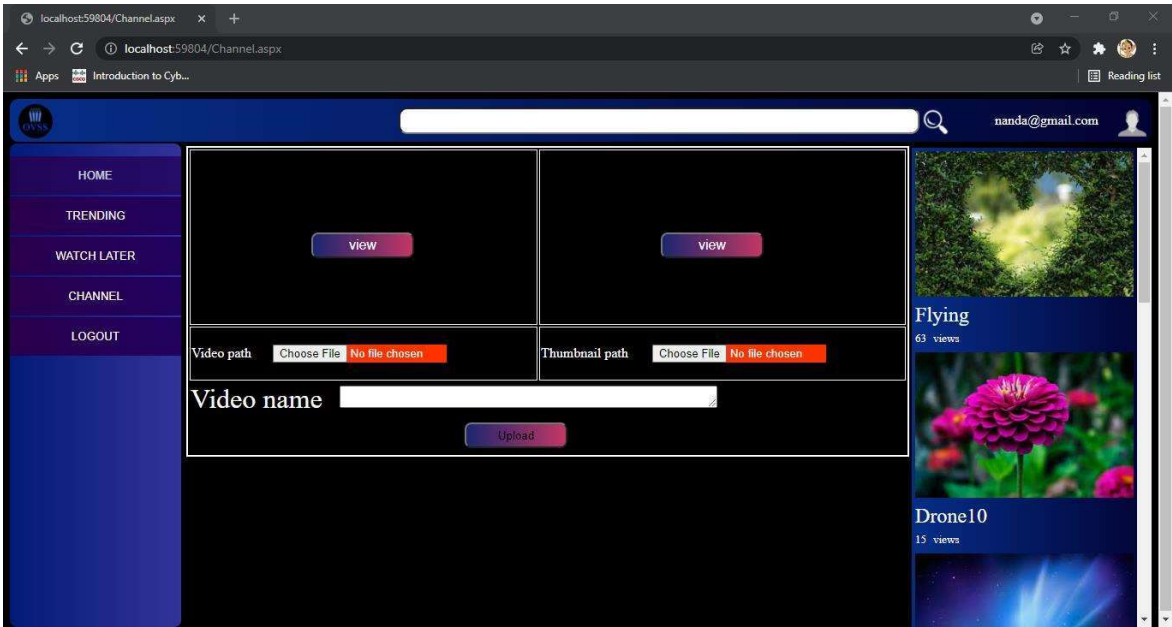 localhost:59804/Channel.aspx
localhost:59804/Channel.aspx
Apps
Introduction to Cyb...
Reading list
OVSS
nanda@gmail.com
HOME
TRENDING
WATCH LATER
CHANNEL
LOGOUT
view
view
Video path Choose File No file chosen
Thumbnail path Choose File No file chosen
Video name
Upload
Flying
63 views
Drone10
15 views